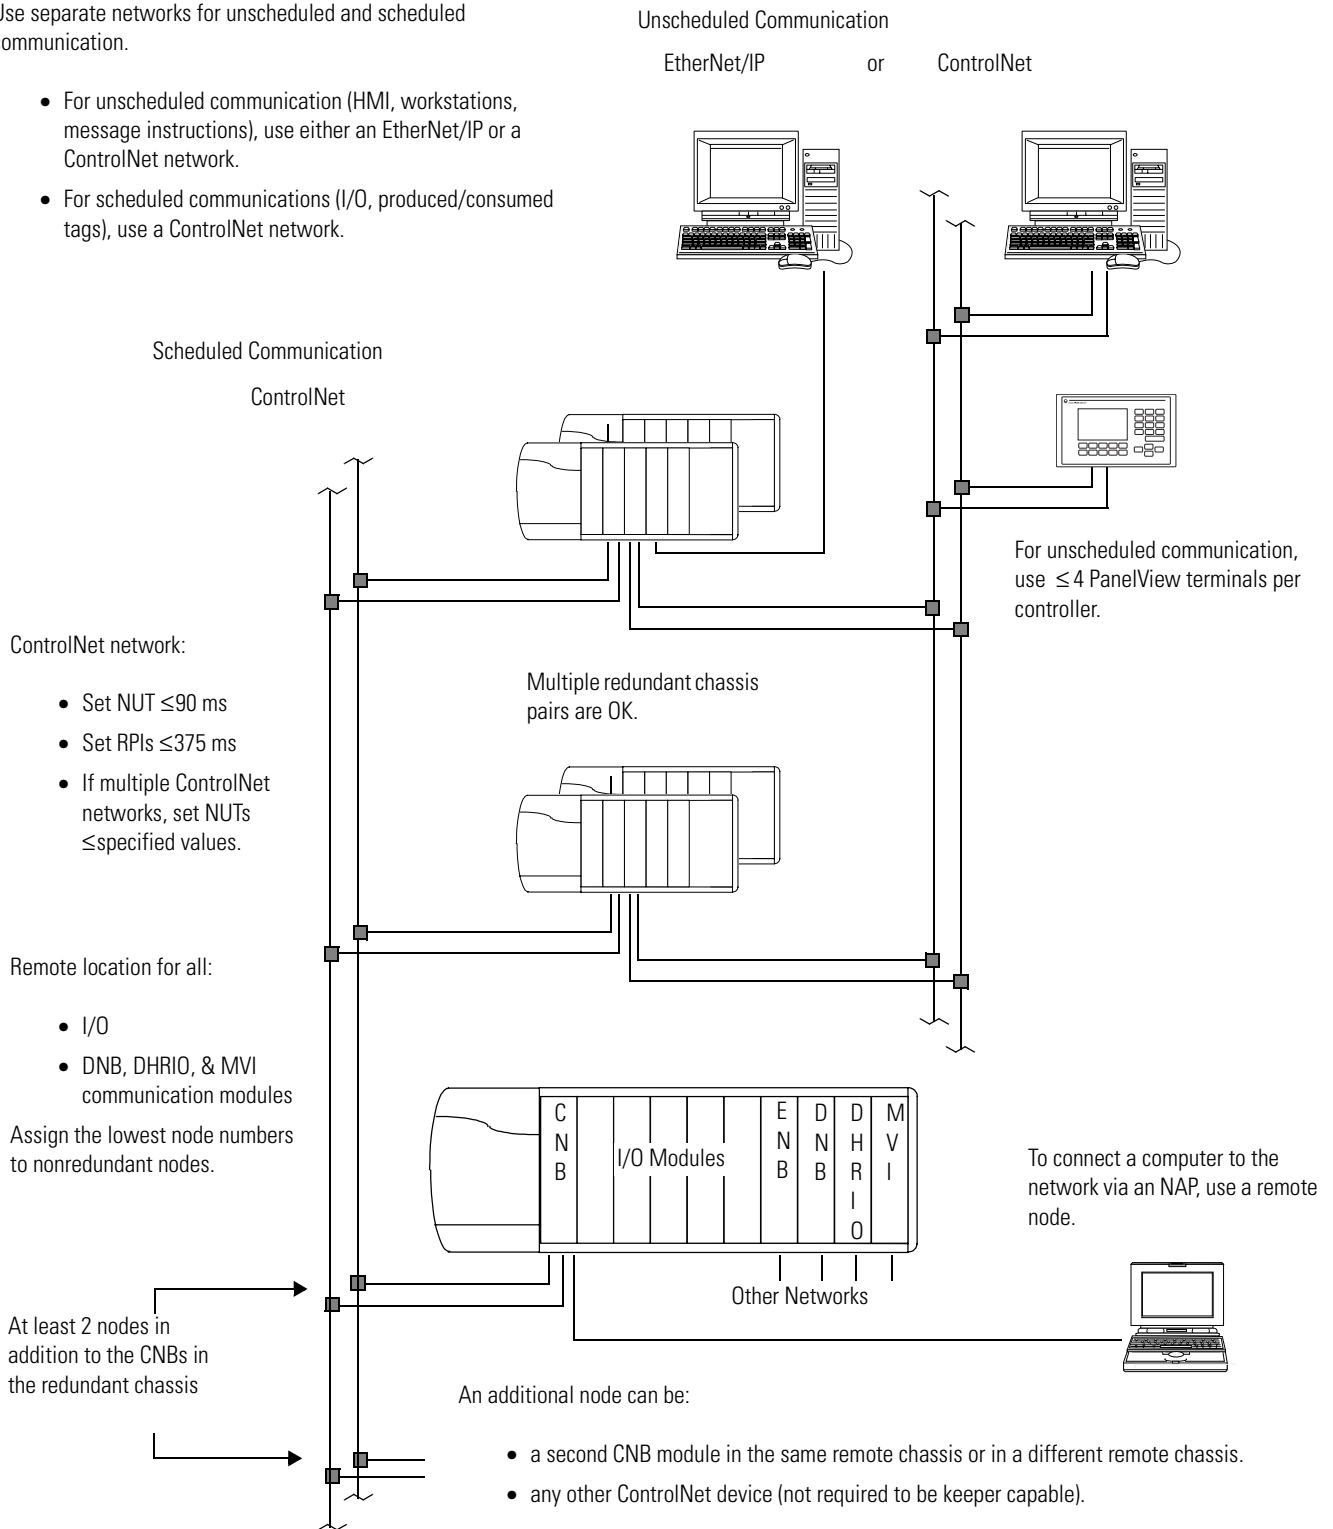 Use separate networks for unscheduled and scheduled
communication.
• For unscheduled communication (HMI, workstations,
message instructions), use either an EtherNet/IP or a
ControlNet network.
• For scheduled communications (I/O, produced/consumed
tags), use a ControlNet network.
Unscheduled Communication
EtherNet/IP or ControlNet
Scheduled Communication
ControlNet
For unscheduled communication,
use ≤4 PanelView terminals per
controller.
ControlNet network:
• Set NUT ≤90 ms
• Set RPIs ≤375 ms
• If multiple ControlNet
networks, set NUTs
≤specified values.
Multiple redundant chassis
pairs are OK.
Remote location for all:
• I/O
• DNB, DHRIO, & MVI
communication modules
Assign the lowest node numbers
to nonredundant nodes.
CNB
I/O Modules
ENB
DNB
DHRIO
MVI
Other Networks
To connect a computer to the
network via an NAP, use a remote
node.
At least 2 nodes in
addition to the CNBs in
the redundant chassis
An additional node can be:
• a second CNB module in the same remote chassis or in a different remote chassis.
• any other ControlNet device (not required to be keeper capable).